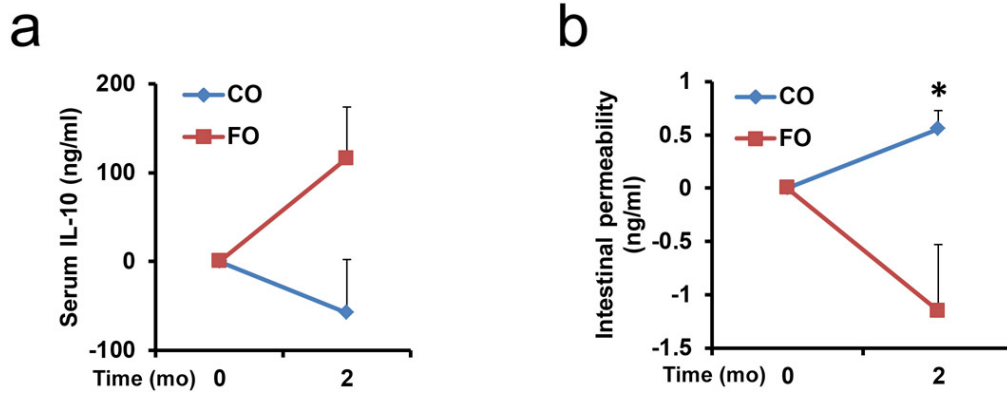 a
200
100
0
-100
Serum IL-10 (ng/ml)
CO
FO
Time (mo) 0 2
b
1
0.5
0
-0.5
-1
-1.5
Intestinal permeability
(ng/ml)
CO
FO
*
Time (mo) 0 2